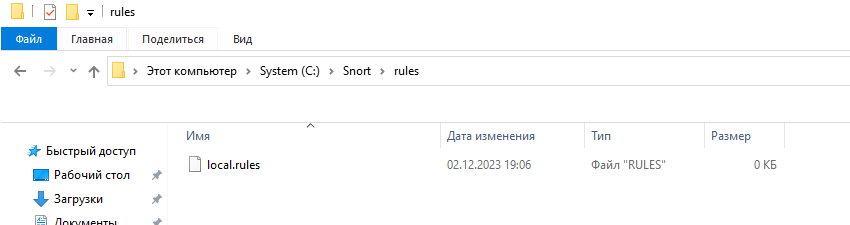 rules
Файл Главная Поделиться Вид
Этот компьютер System (C:) Snort rules
Имя Дата изменения Тип Размер
Быстрый доступ
local.rules 02.12.2023 19:06 Файл "RULES" 0 КБ
Рабочий стол
Загрузки
Документы